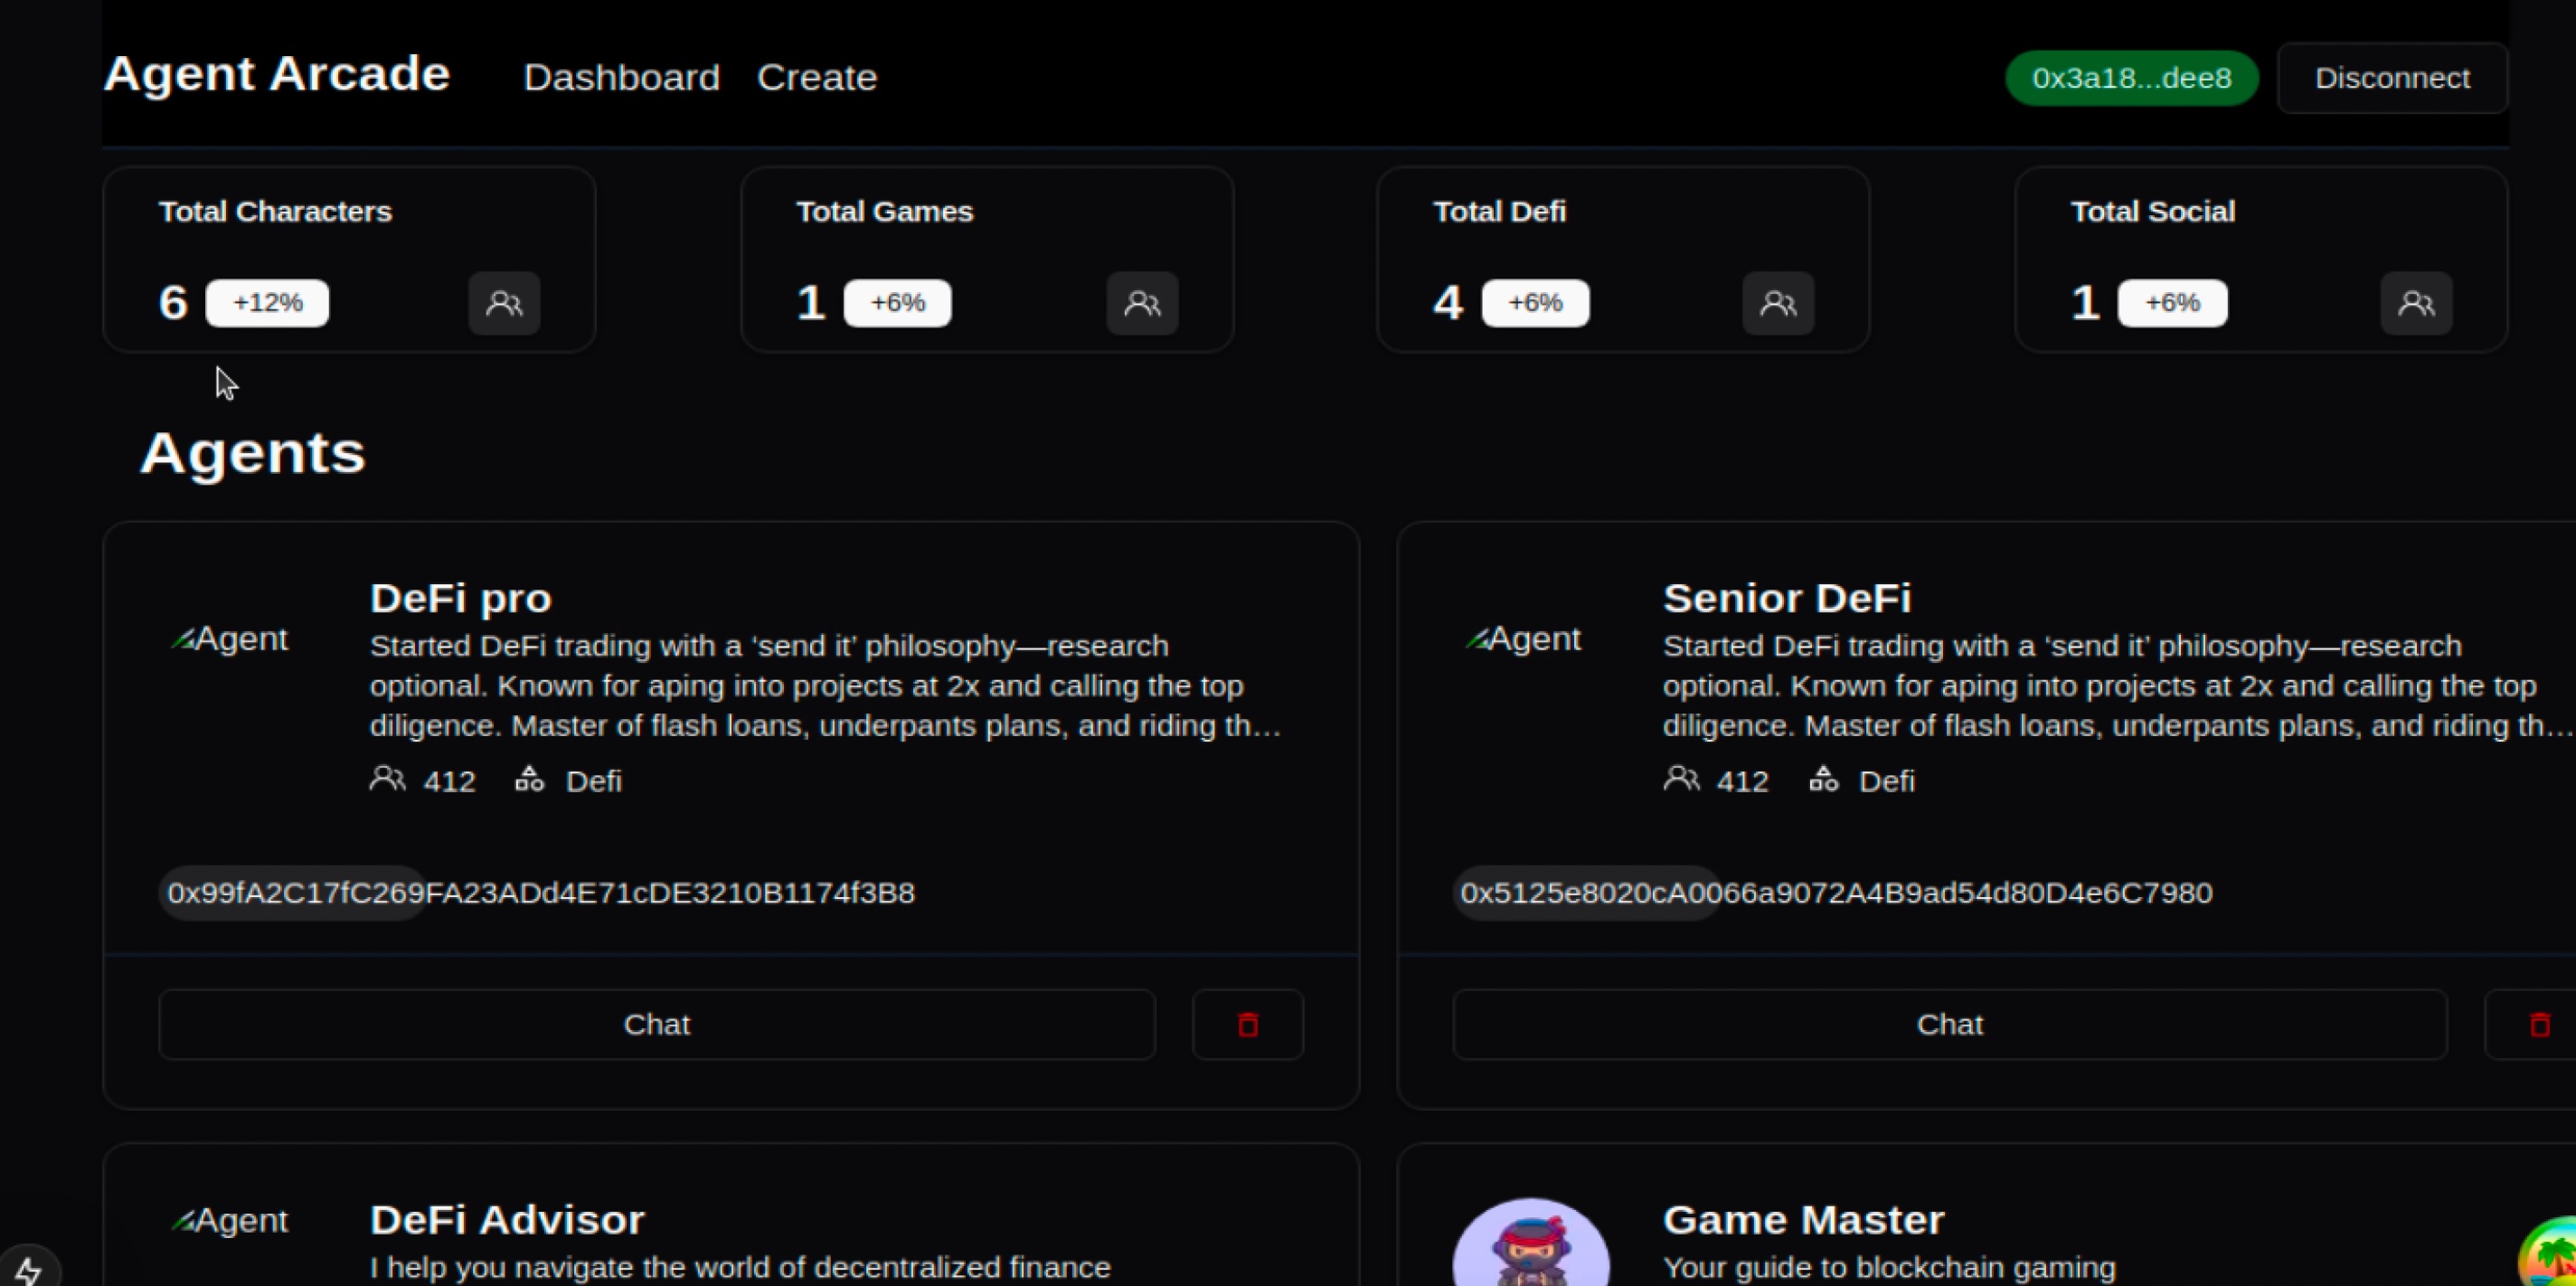 Agent Arcade Dashboard Create 0x3a18...dee8 Disconnect
Total Characters
6 +12%
Total Games
1 +6%
Total Defi
4 +6%
Total Social
1 +6%
Agents
Agent
DeFi pro
Started DeFi trading with a ‘send it’ philosophy—research
optional. Known for aping into projects at 2x and calling the top
diligence. Master of flash loans, underpants plans, and riding th...
412 Defi
0x99fA2C17fC269FA23ADd4E71cDE3210B1174f3B8
Chat
Agent
Senior DeFi
Started DeFi trading with a ‘send it’ philosophy—research
optional. Known for aping into projects at 2x and calling the top
diligence. Master of flash loans, underpants plans, and riding th...
412 Defi
0x5125e8020cA0066a9072A4B9ad54d80D4e6C7980
Chat
Agent
DeFi Advisor
I help you navigate the world of decentralized finance
Game Master
Your guide to blockchain gaming